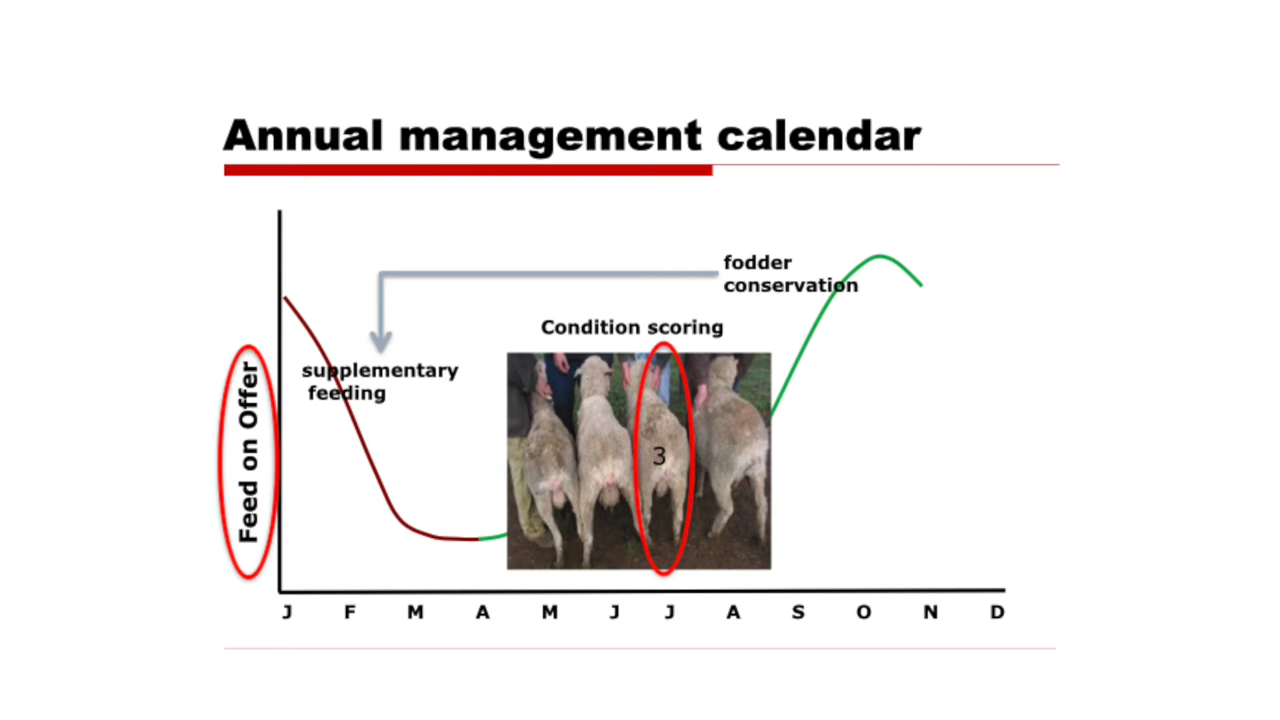 Annual management calendar
fodder
conservation
Condition scoring
supplementary
feeding
Feed on Offer
3
J F M A M J J A S O N D